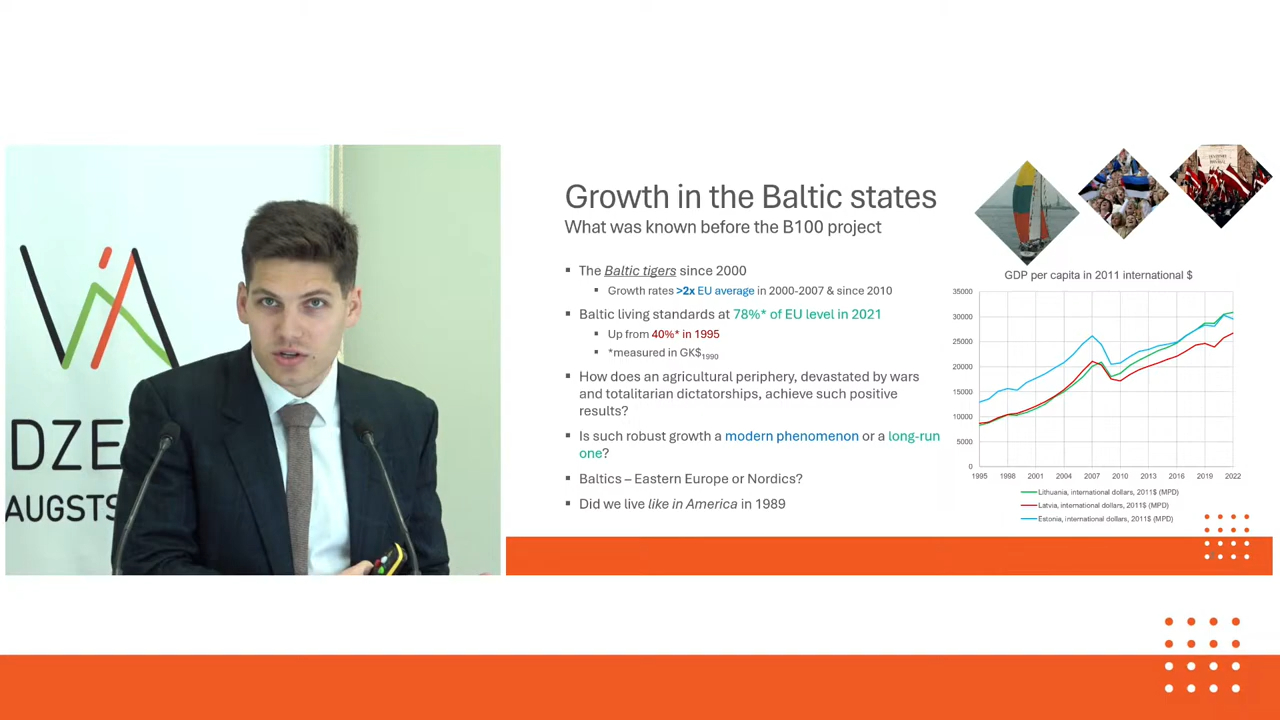 VIA
DZE
AUGSTS
Growth in the Baltic states
What was known before the B100 project
The Baltic tigers since 2000
Growth rates >2x EU average in 2000-2007 & since 2010
Baltic living standards at 78%* of EU level in 2021
Up from 40%* in 1995
*measured in GK$1990
How does an agricultural periphery, devastated by wars
and totalitarian dictatorships, achieve such positive
results?
Is such robust growth a modern phenomenon or a long-run
one?
Baltics – Eastern Europe or Nordics?
Did we live like in America in 1989
GDP per capita in 2011 international $
35000
30000
25000
20000
15000
10000
5000
0
1995 1998 2001 2004 2007 2010 2013 2016 2019 2022
Lithuania, international dollars, 2011$ (MPD)
Latvia, international dollars, 2011$ (MPD)
Estonia, international dollars, 2011$ (MPD)